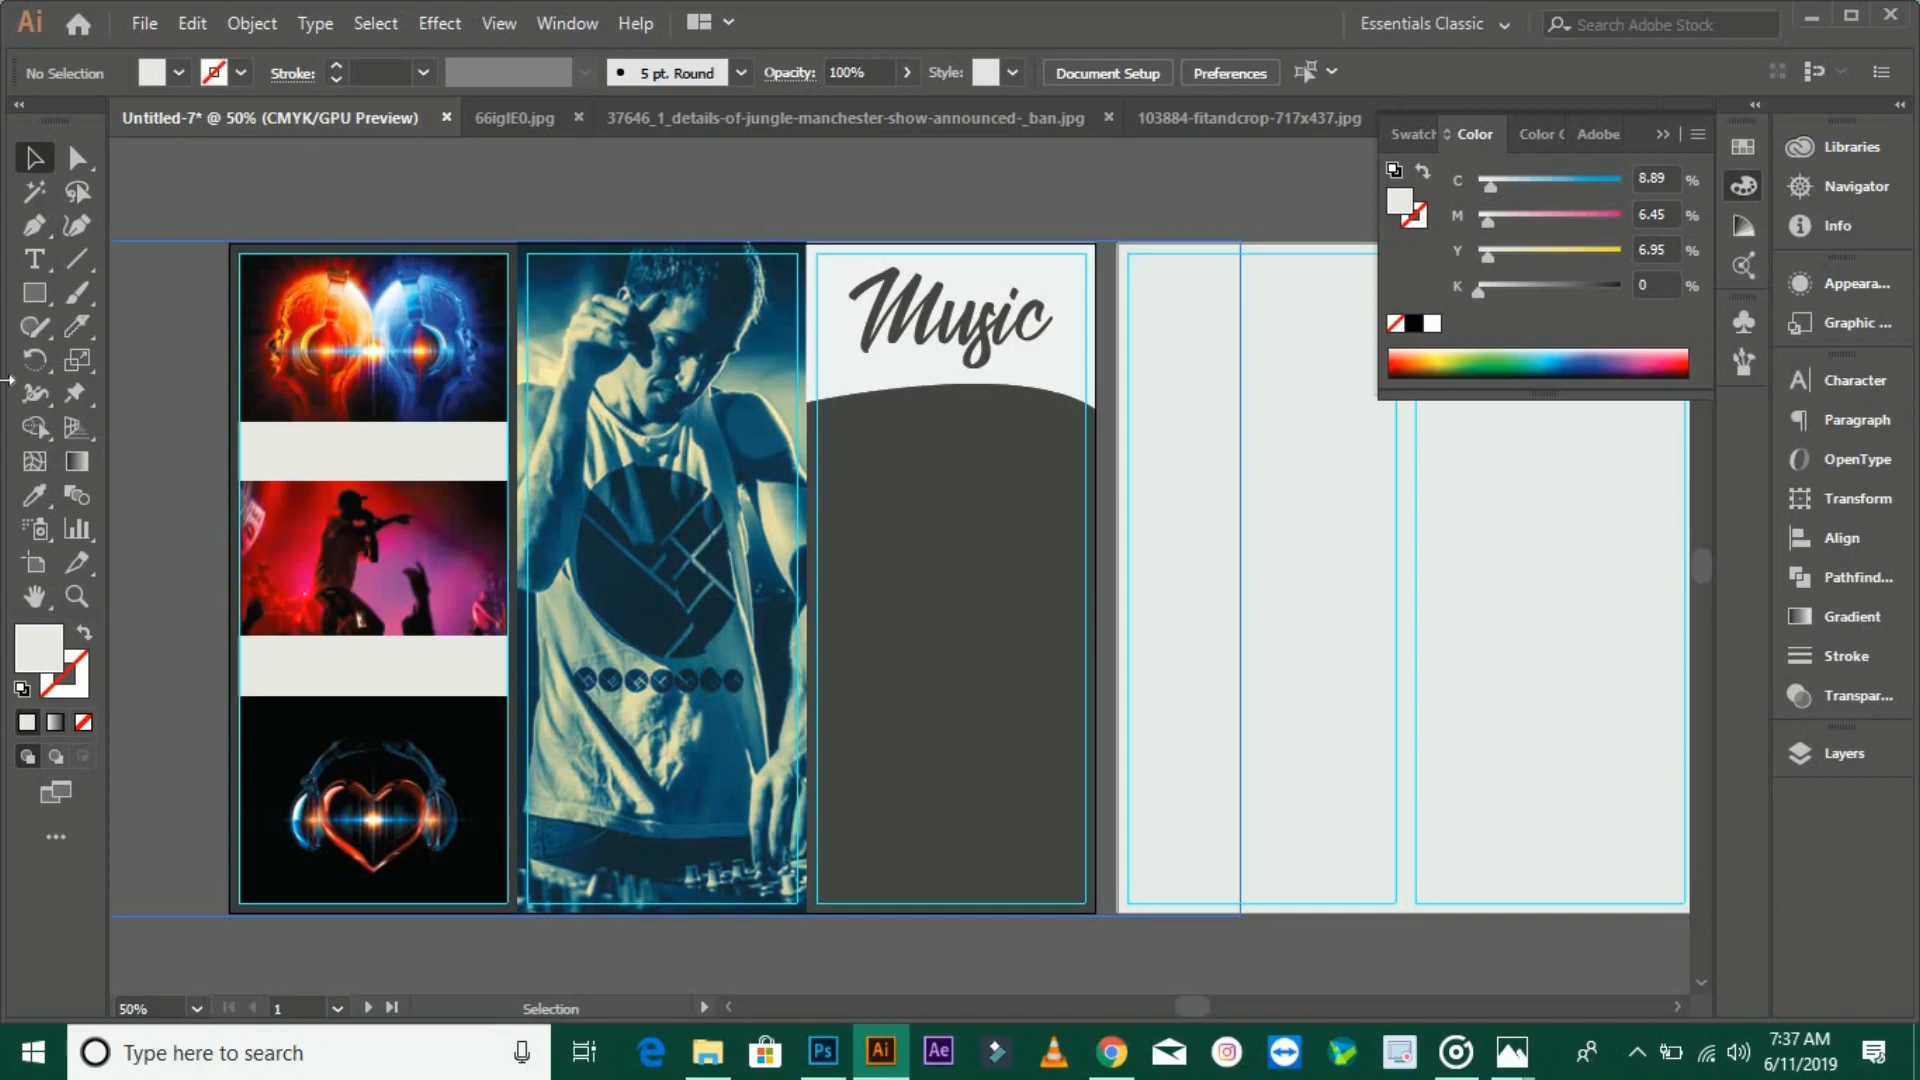 Ai File Edit Object Type Select Effect View Window Help Essentials Classic Search Adobe Stock
No Selection Stroke: 5 pt. Round Opacity: 100% Style: Document Setup Preferences
Untitled-7* @ 50% (CMYK/GPU Preview) × 66igIE0.jpg × 37646_1_details-of-jungle-manchester-show-announced-_ban.jpg × 103884-fitandcrop-717x437.jpg
Swatch Color Color Adobe
C 8.89 %
M 6.45 %
Y 6.95 %
K 0 %
Libraries
Navigator
Info
Appeara...
Graphic ...
Character
Paragraph
OpenType
Transform
Align
Pathfind...
Gradient
Stroke
Transpar...
Layers
Music
50% 1 Selection
Type here to search
Ps Ai Ae
7:37 AM
6/11/2019